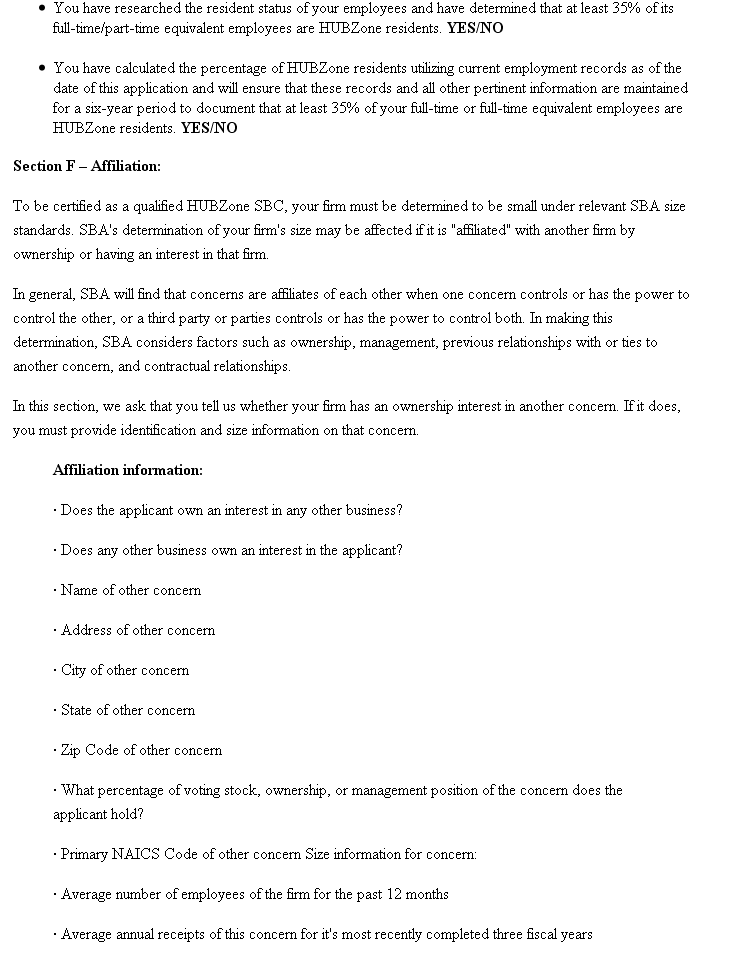 • You have researched the resident status of your employees and have determined that at least 35% of its
full-time/part-time equivalent employees are HUBZone residents. YES/NO
• You have calculated the percentage of HUBZone residents utilizing current employment records as of the
date of this application and will ensure that these records and all other pertinent information are maintained
for a six-year period to document that at least 35% of your full-time or full-time equivalent employees are
HUBZone residents. YES/NO
Section F – Affiliation:
To be certified as a qualified HUBZone SBC, your firm must be determined to be small under relevant SBA size
standards. SBA's determination of your firm's size may be affected if it is "affiliated" with another firm by
ownership or having an interest in that firm.
In general, SBA will find that concerns are affiliates of each other when one concern controls or has the power to
control the other, or a third party or parties controls or has the power to control both. In making this
determination, SBA considers factors such as ownership, management, previous relationships with or ties to
another concern, and contractual relationships.
In this section, we ask that you tell us whether your firm has an ownership interest in another concern. If it does,
you must provide identification and size information on that concern.
Affiliation information:
· Does the applicant own an interest in any other business?
· Does any other business own an interest in the applicant?
· Name of other concern
· Address of other concern
· City of other concern
· State of other concern
· Zip Code of other concern
· What percentage of voting stock, ownership, or management position of the concern does the
applicant hold?
· Primary NAICS Code of other concern Size information for concern:
· Average number of employees of the firm for the past 12 months
· Average annual receipts of this concern for it's most recently completed three fiscal years